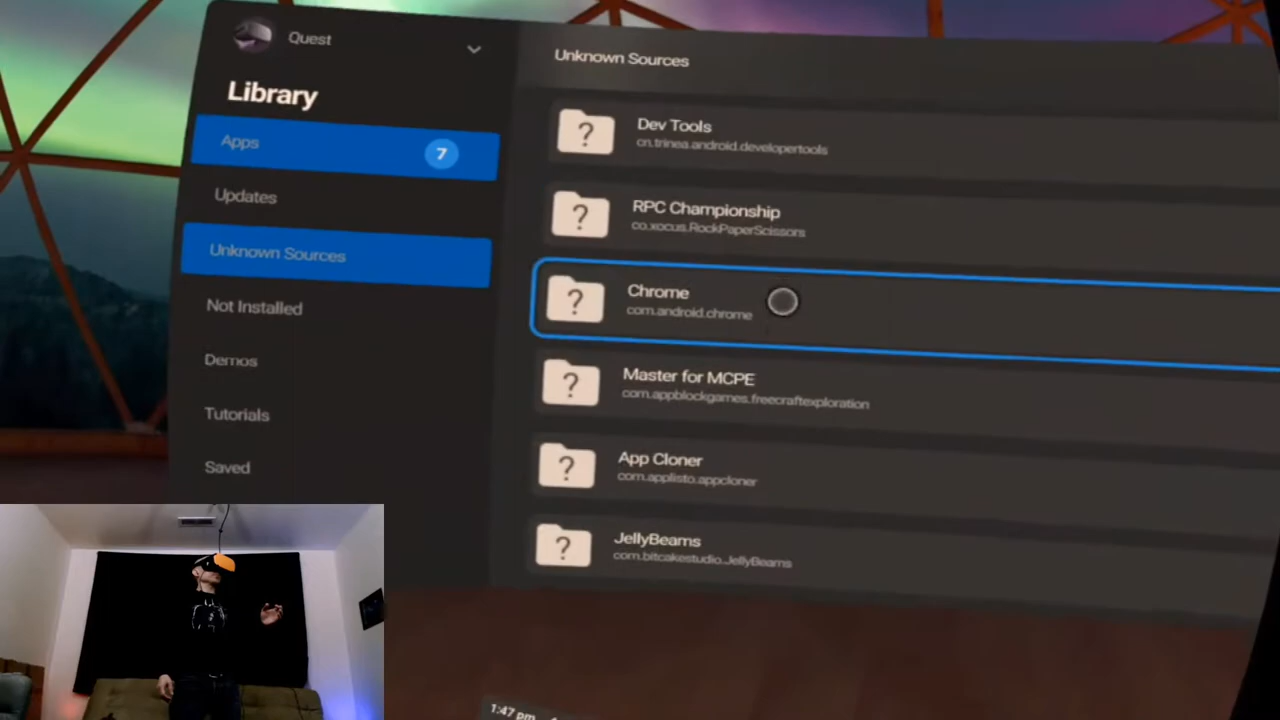 Quest
Library
Apps
7
Updates
Unknown Sources
Not Installed
Demos
Tutorials
Saved
Unknown Sources
Dev Tools
cn.trinea.android.developertools
RPC Championship
co.xocus.RockPaperScissors
Chrome
com.android.chrome
Master for MCPE
com.appblockgames.freecraftexploration
App Cloner
com.applisto.appcloner
JellyBeams
com.bitcakestudio.JellyBeams
1:47 pm